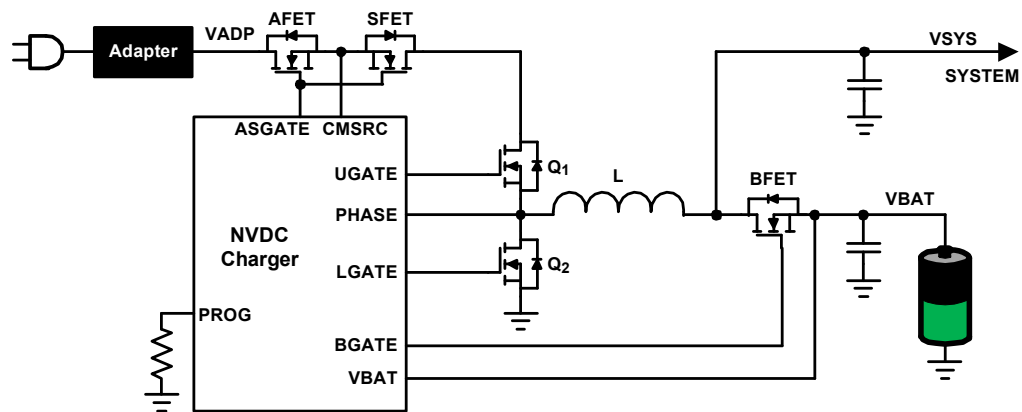 AFET SFET
VADP
Adapter
VSYS
SYSTEM
ASGATE CMSRC
UGATE
Q1
L
BFET
PHASE
VBAT
NVDC
Charger
LGATE
Q2
PROG
BGATE
VBAT